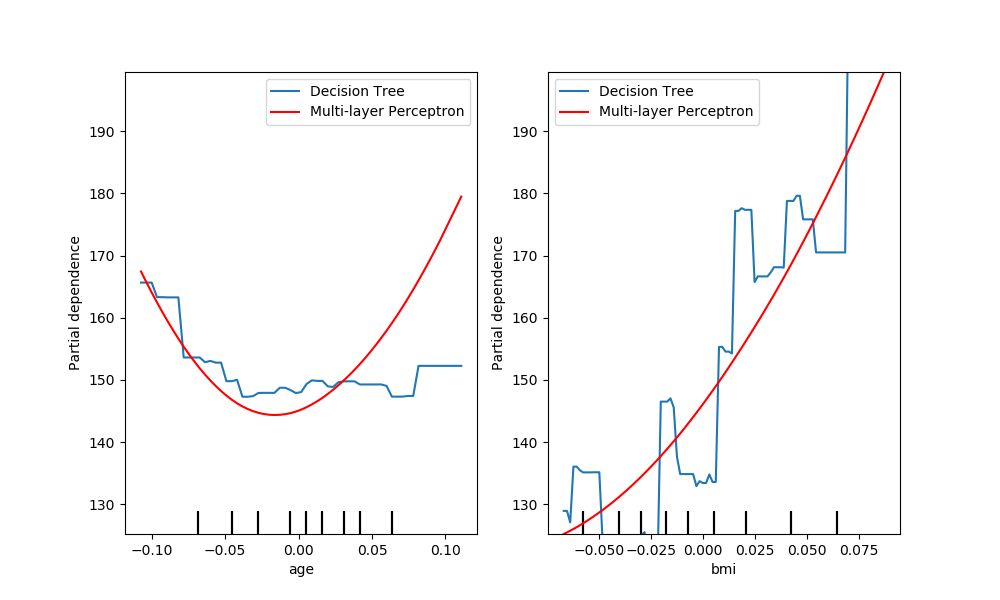 Decision Tree
Multi-layer Perceptron
190
180
170
160
150
140
130
Partial dependence
−0.10 −0.05 0.00 0.05 0.10
age
Decision Tree
Multi-layer Perceptron
190
180
170
160
150
140
130
Partial dependence
−0.050 −0.025 0.000 0.025 0.050 0.075
bmi